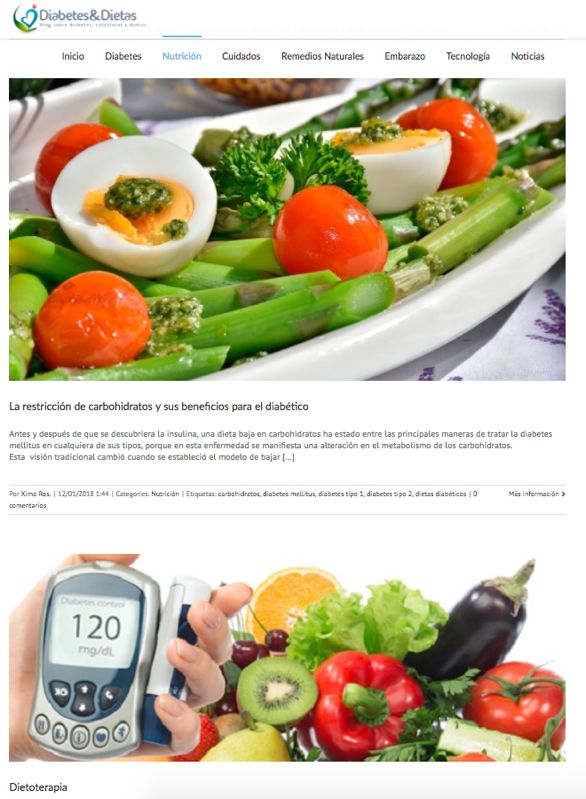 Diabetes&Dietas
Blog sobre diabetes, colesterol y dietas
Inicio Diabetes Nutrición Cuidados Remedios Naturales Embarazo Tecnología Noticias
La restricción de carbohidratos y sus beneficios para el diabético
Antes y después de que se descubriera la insulina, una dieta baja en carbohidratos ha estado entre las principales maneras de tratar la diabetes
mellitus en cualquiera de sus tipos, porque en esta enfermedad se manifiesta una alteración en el metabolismo de los carbohidratos.
Esta visión tradicional cambió cuando se estableció el modelo de bajar [...]
Por Ximo Ros. | 12/01/2018 1:44 | Categories: Nutrición | Etiquetas: carbohidratos, diabetes mellitus, diabetes tipo 1, diabetes tipo 2, dietas diabéticos | 0
comentarios
Más información >
Diabetes control
120
mg/dL
OK
Dietoterapia